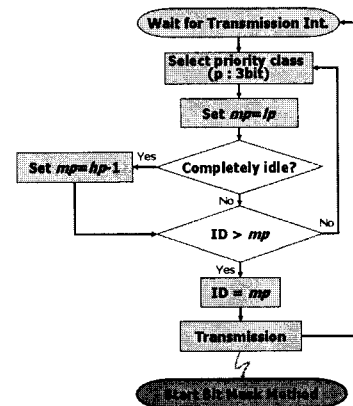 Wait for Transmission Int.
Select priority class
(p : 3bit)
Set mp=lp
Yes
Completely idle?
Set mp=hp-1
No
No
ID > mp
Yes
ID = mp
Transmission
Start Bit Mask Method